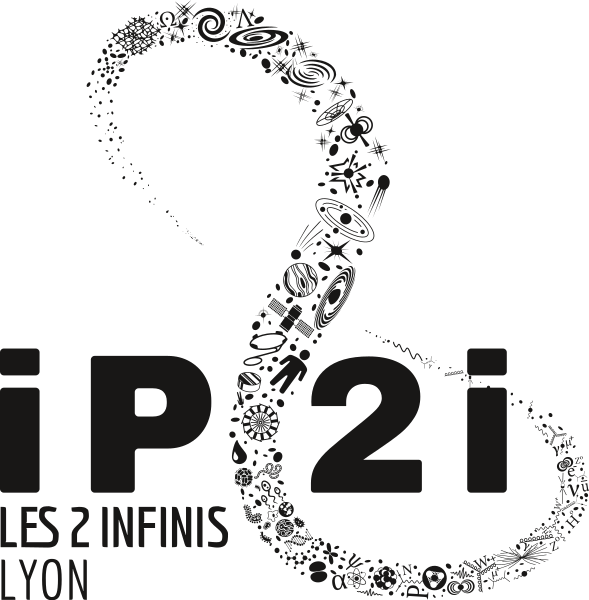 Ω Λ
iP2i
LES 2 INFINIS
LYON